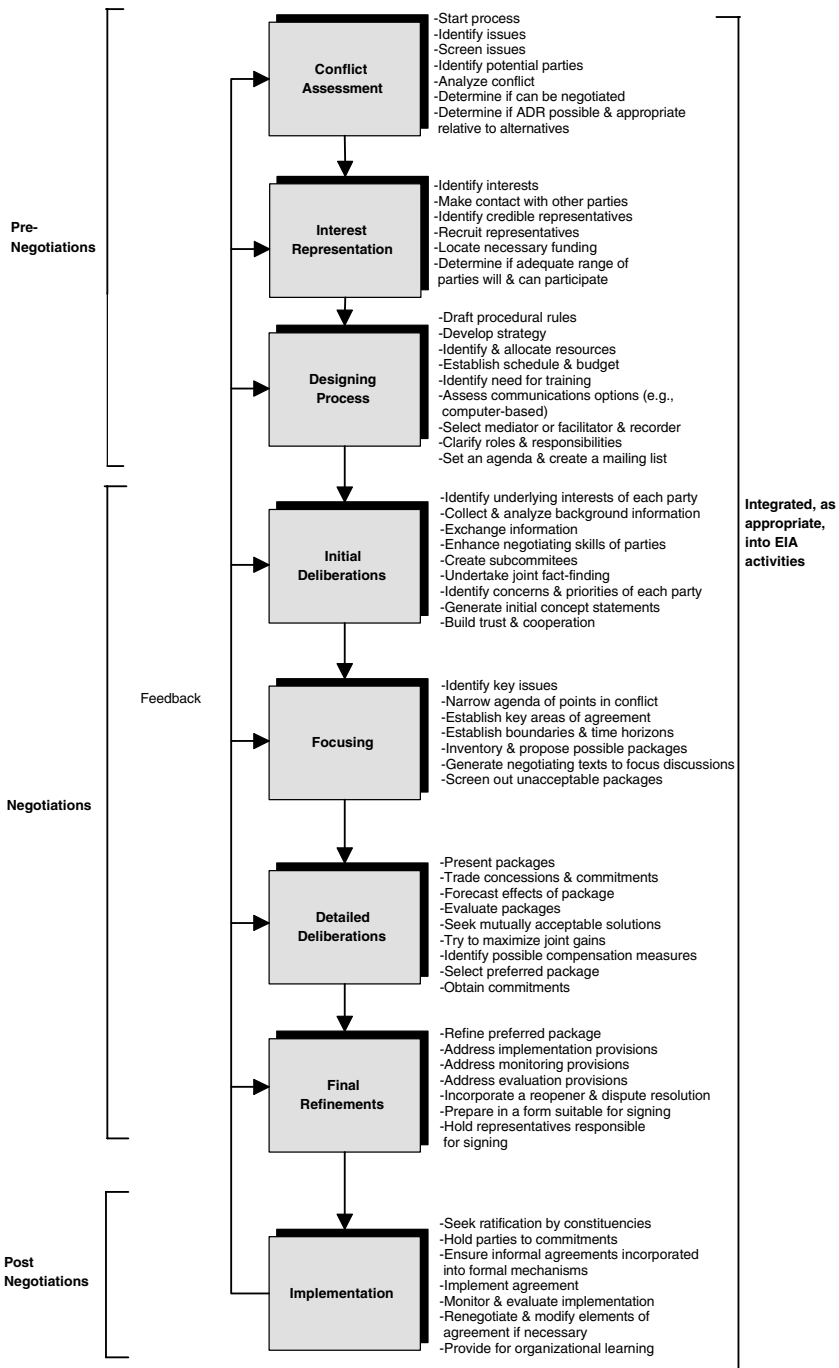 -Start process
-Identify issues
-Screen issues
-Identify potential parties
-Analyze conflict
-Determine if can be negotiated
-Determine if ADR possible & appropriate
relative to alternatives
Conflict
Assessment
Pre-
Negotiations
-Identify interests
-Make contact with other parties
-Identify credible representatives
-Recruit representatives
-Locate necessary funding
-Determine if adequate range of
parties will & can participate
Interest
Representation
-Draft procedural rules
-Develop strategy
-Identify & allocate resources
-Establish schedule & budget
-Identify need for training
-Assess communications options (e.g.,
computer-based)
-Select mediator or facilitator & recorder
-Clarify roles & responsibilities
-Set an agenda & create a mailing list
Designing
Process
-Identify underlying interests of each party
-Collect & analyze background information
-Exchange information
-Enhance negotiating skills of parties
-Create subcommitees
-Undertake joint fact-finding
-Identify concerns & priorities of each party
-Generate initial concept statements
-Build trust & cooperation
Initial
Deliberations
Integrated, as
appropriate,
into EIA
activities
Feedback
-Identify key issues
-Narrow agenda of points in conflict
-Establish key areas of agreement
-Establish boundaries & time horizons
-Inventory & propose possible packages
-Generate negotiating texts to focus discussions
-Screen out unacceptable packages
Focusing
Negotiations
-Present packages
-Trade concessions & commitments
-Forecast effects of package
-Evaluate packages
-Seek mutually acceptable solutions
-Try to maximize joint gains
-Identify possible compensation measures
-Select preferred package
-Obtain commitments
Detailed
Deliberations
-Refine preferred package
-Address implementation provisions
-Address monitoring provisions
-Address evaluation provisions
-Incorporate a reopener & dispute resolution
-Prepare in a form suitable for signing
-Hold representatives responsible
for signing
Final
Refinements
-Seek ratification by constituencies
-Hold parties to commitments
-Ensure informal agreements incorporated
into formal mechanisms
-Implement agreement
-Monitor & evaluate implementation
-Renegotiate & modify elements of
agreement if necessary
-Provide for organizational learning
Implementation
Post
Negotiations